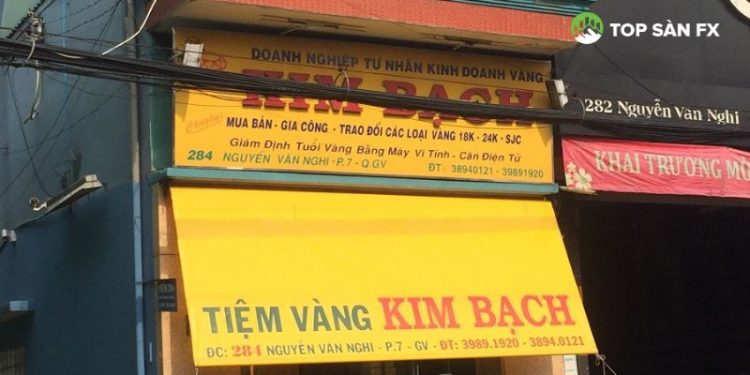 TOP SÀN FX
DOANH NGHIỆP TƯ NHÂN KINH DOANH VÀNG
KIM BẠCH
MUA BÁN - GIA CÔNG - TRAO ĐỔI CÁC LOẠI VÀNG 18K - 24K - SJC
Giám Định Tuổi Vàng Bằng Máy Vi Tính - Cân Điện Tử
284 NGUYỄN VĂN NGHI - P.7 - Q.GV ĐT: 38940121 - 39891920
282 Nguyễn Văn Nghi
KHAI TRƯƠNG
TIỆM VÀNG KIM BẠCH
ĐC: 284 NGUYỄN VĂN NGHI - P.7 - GV - ĐT: 3989.1920 - 3894.0121